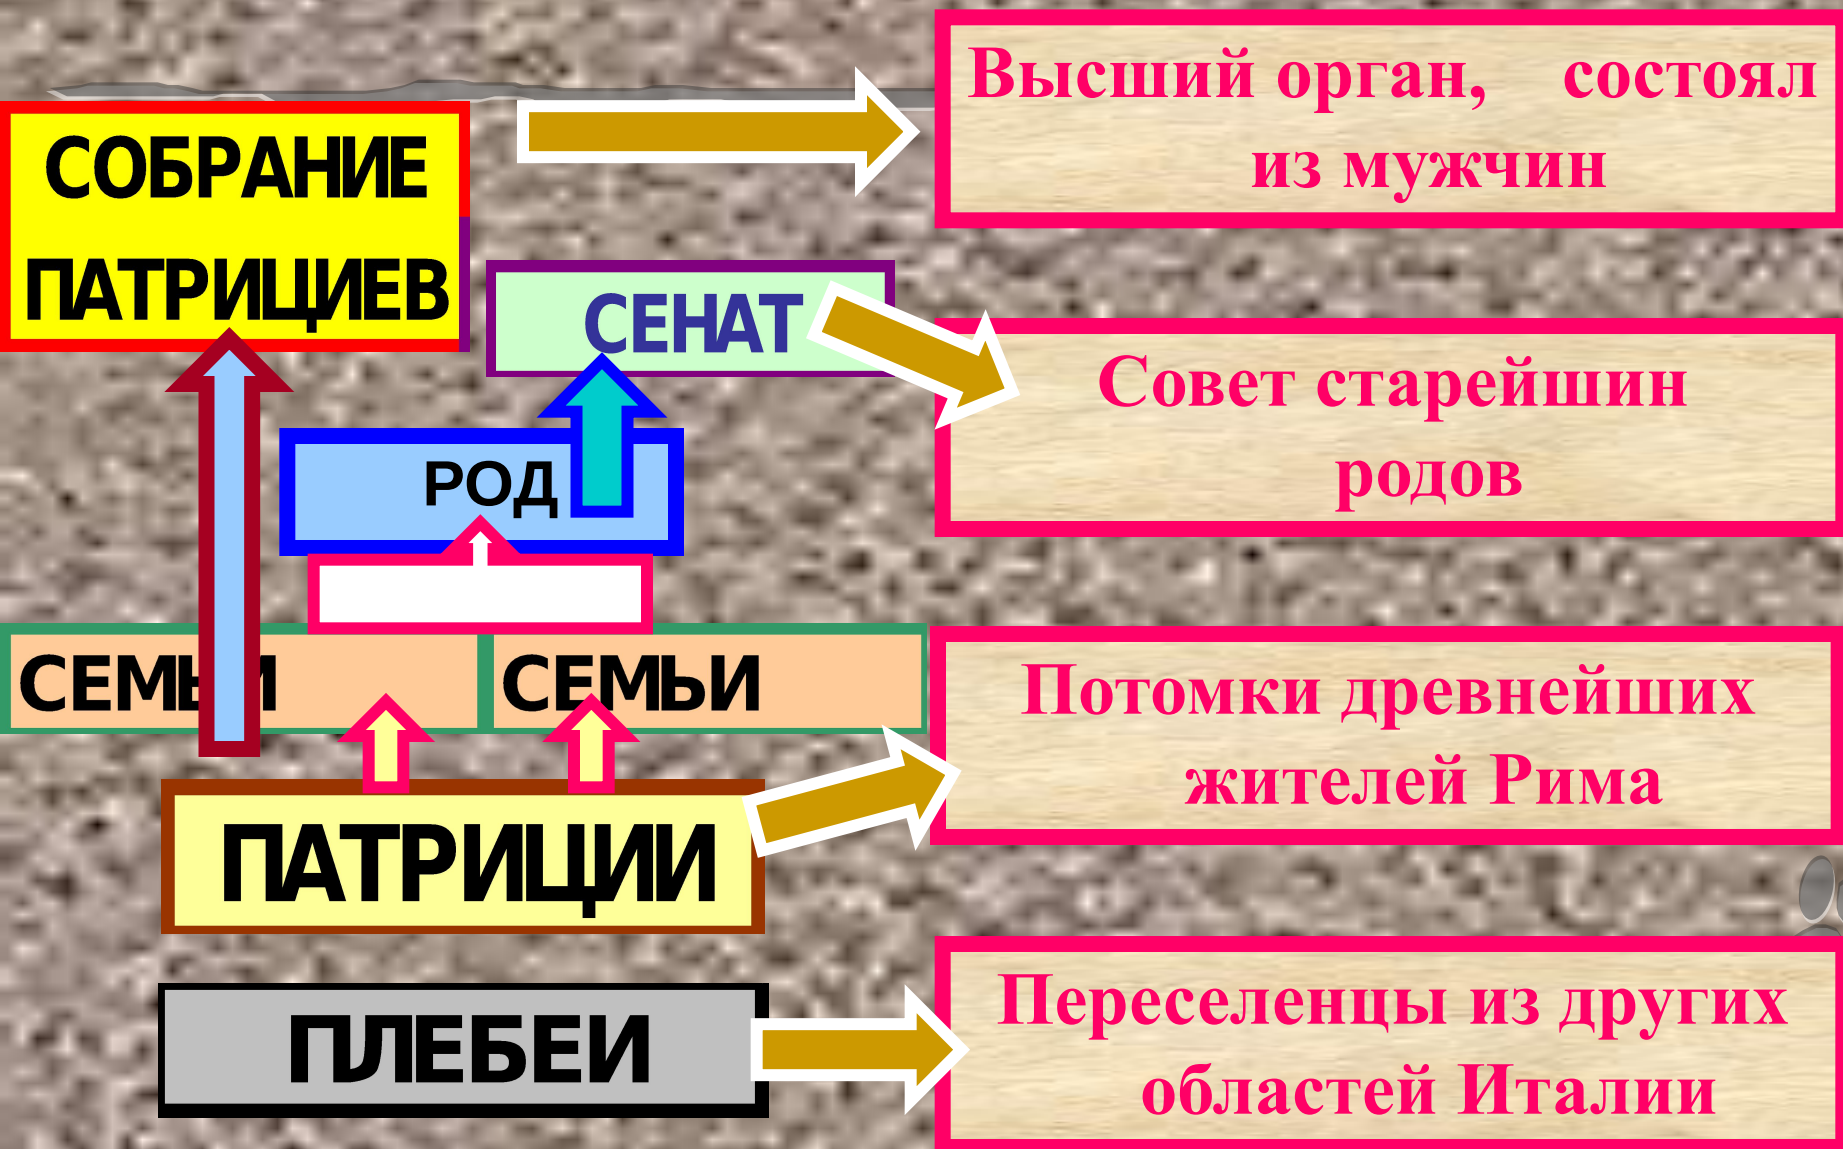 СОБРАНИЕ
ПАТРИЦИЕВ
Высший орган, состоял
из мужчин
СЕНАТ
Совет старейшин
родов
РОД
СЕМЬИ
СЕМЬИ
Потомки древнейших
жителей Рима
ПАТРИЦИИ
ПЛЕБЕИ
Переселенцы из других
областей Италии